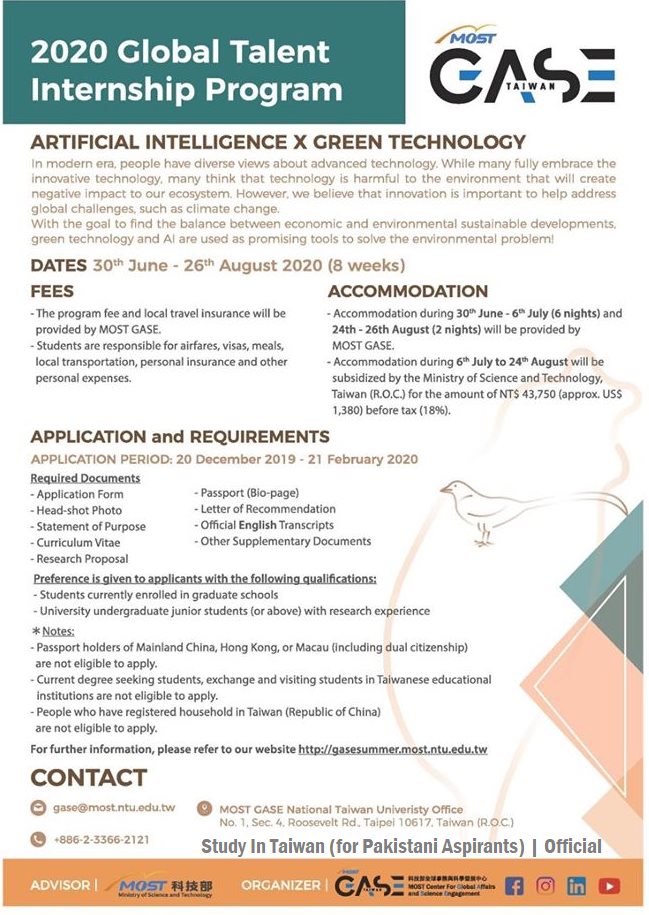 2020 Global Talent
Internship Program
MOST
GASE
TAIWAN
ARTIFICIAL INTELLIGENCE X GREEN TECHNOLOGY
In modern era, people have diverse views about advanced technology. While many fully embrace the
innovative technology, many think that technology is harmful to the environment that will create
negative impact to our ecosystem. However, we believe that innovation is important to help address
global challenges, such as climate change.
With the goal to find the balance between economic and environmental sustainable developments,
green technology and AI are used as promising tools to solve the environmental problem!
DATES 30th June - 26th August 2020 (8 weeks)
FEES
- The program fee and local travel insurance will be
provided by MOST GASE.
- Students are responsible for airfares, visas, meals,
local transportation, personal insurance and other
personal expenses.
ACCOMMODATION
- Accommodation during 30th June - 6th July (6 nights) and
24th - 26th August (2 nights) will be provided by
MOST GASE.
- Accommodation during 6th July to 24th August will be
subsidized by the Ministry of Science and Technology,
Taiwan (R.O.C.) for the amount of NT$ 43,750 (approx. US$
1,380) before tax (18%).
APPLICATION and REQUIREMENTS
APPLICATION PERIOD: 20 December 2019 - 21 February 2020
Required Documents
- Application Form
- Head-shot Photo
- Statement of Purpose
- Curriculum Vitae
- Research Proposal
- Passport (Bio-page)
- Letter of Recommendation
- Official English Transcripts
- Other Supplementary Documents
Preference is given to applicants with the following qualifications:
- Students currently enrolled in graduate schools
- University undergraduate junior students (or above) with research experience
＊Notes:
- Passport holders of Mainland China, Hong Kong, or Macau (including dual citizenship)
are not eligible to apply.
- Current degree seeking students, exchange and visiting students in Taiwanese educational
institutions are not eligible to apply.
- People who have registered household in Taiwan (Republic of China)
are not eligible to apply.
For further information, please refer to our website http://gasesummer.most.ntu.edu.tw
CONTACT
gase@most.ntu.edu.tw
+886-2-3366-2121
MOST GASE National Taiwan Univeristy Office
No. 1, Sec. 4, Roosevelt Rd., Taipei 10617, Taiwan (R.O.C.)
Study In Taiwan (for Pakistani Aspirants) | Official
ADVISOR | MOST 科技部
Ministry of Science and Technology
ORGANIZER | MOST GASE TAIWAN
科技部全球事務與科學發展中心
MOST Center For Global Affairs
and Science Engagement